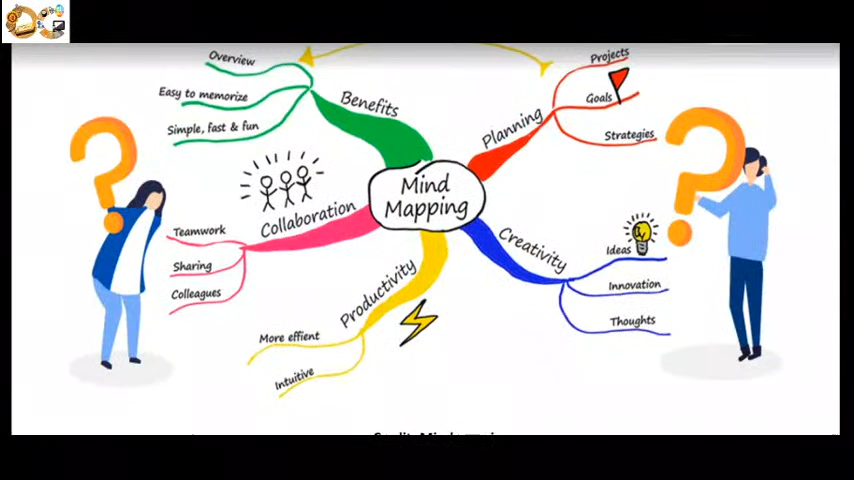 Overview
Easy to memorize
Simple, fast & fun
Benefits
Projects
Goals
Strategies
Planning
Mind
Mapping
Collaboration
Teamwork
Sharing
Colleagues
Creativity
Ideas
Innovation
Thoughts
Productivity
More effient
Intuitive